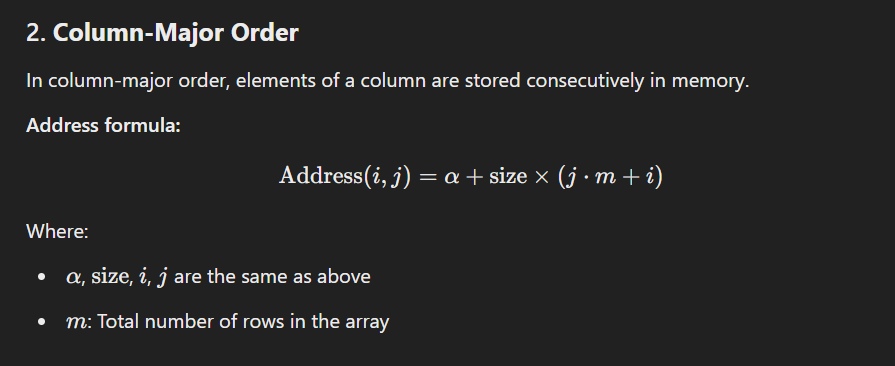 2. Column-Major Order
In column-major order, elements of a column are stored consecutively in memory.
Address formula:
Address(i, j) = α + size × (j · m + i)
Where:
• α, size, i, j are the same as above
• m: Total number of rows in the array